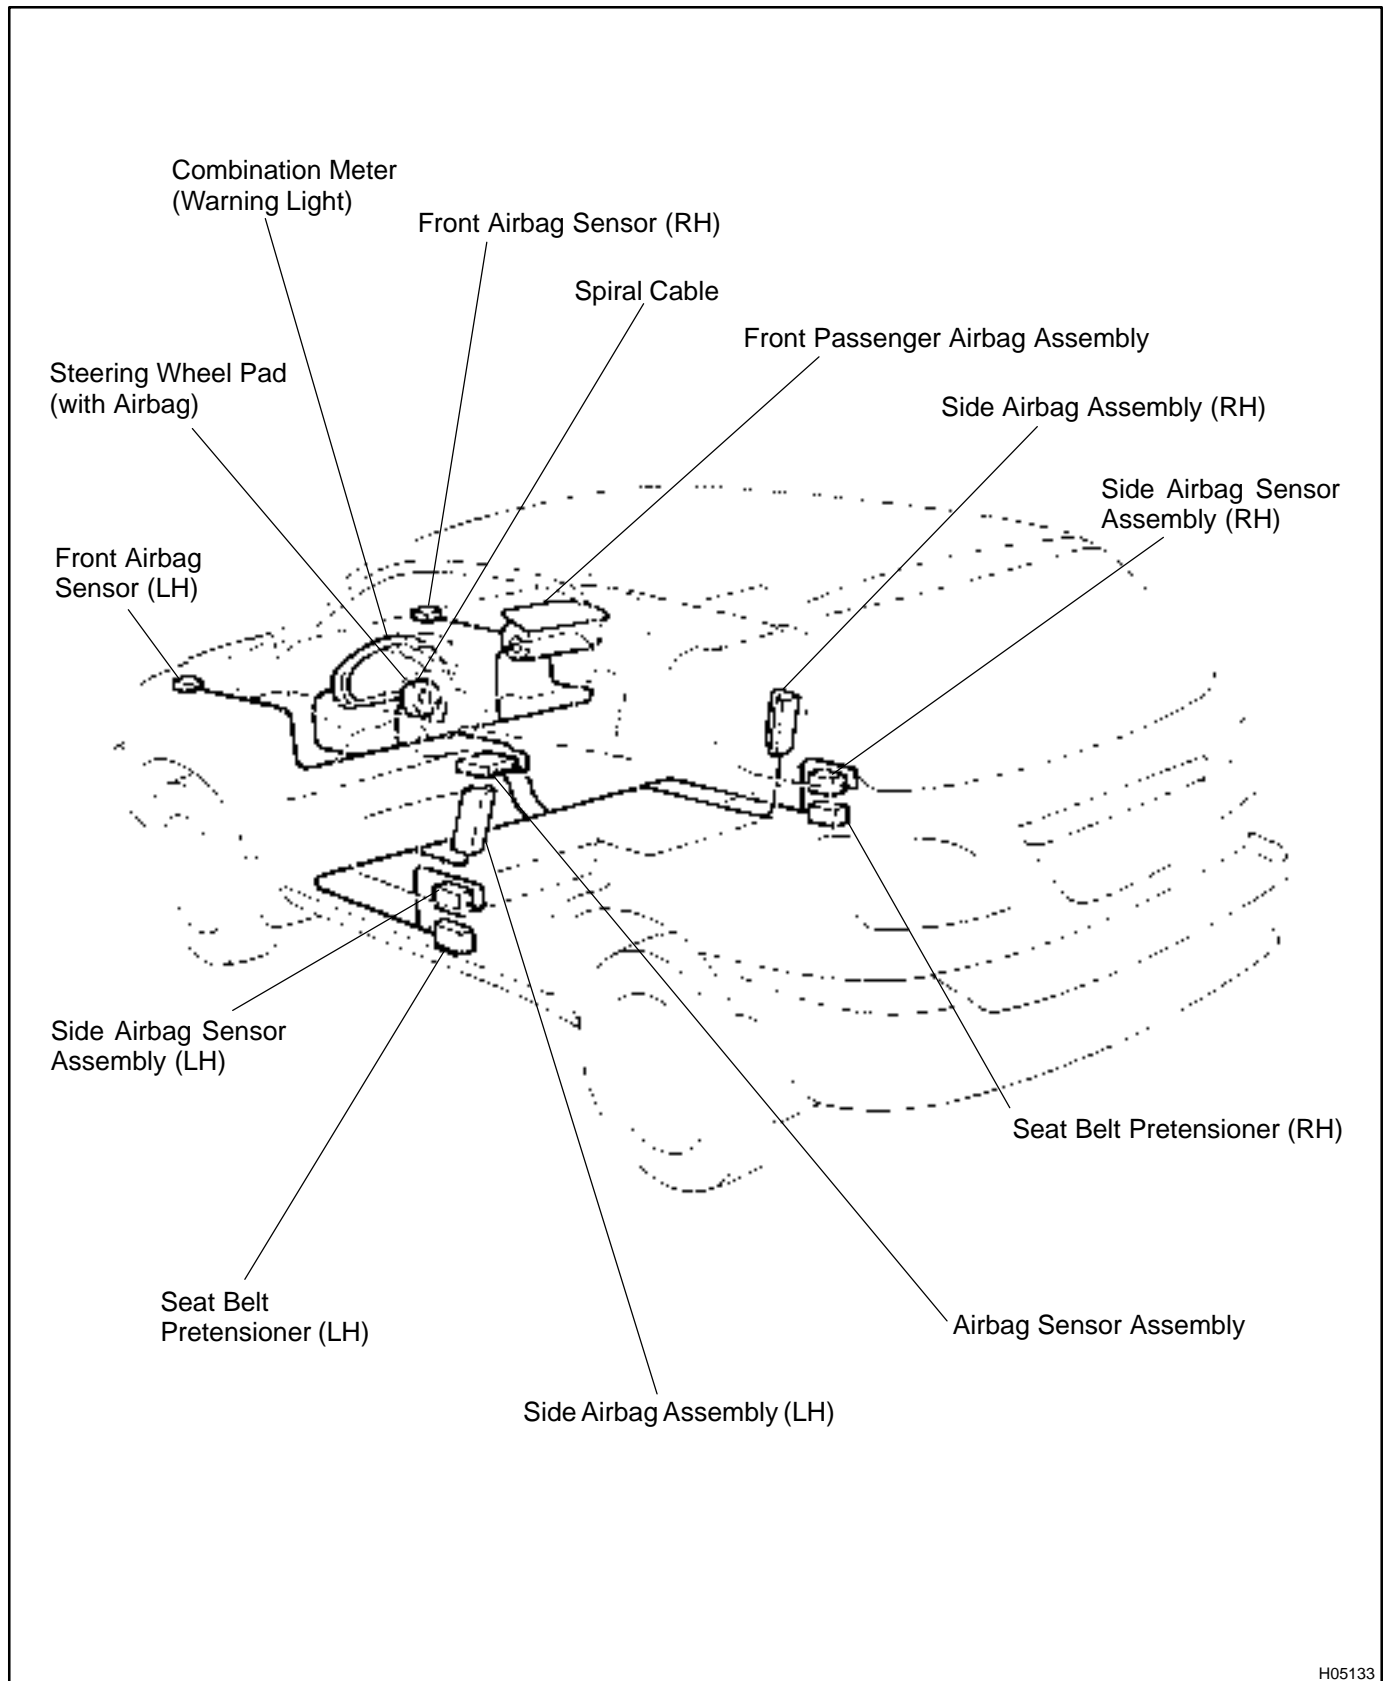 Combination Meter
(Warning Light)
Front Airbag Sensor (RH)
Spiral Cable
Front Passenger Airbag Assembly
Steering Wheel Pad
(with Airbag)
Side Airbag Assembly (RH)
Side Airbag Sensor
Assembly (RH)
Front Airbag
Sensor (LH)
Side Airbag Sensor
Assembly (LH)
Seat Belt Pretensioner (RH)
Seat Belt
Pretensioner (LH)
Airbag Sensor Assembly
Side Airbag Assembly (LH)
H05133